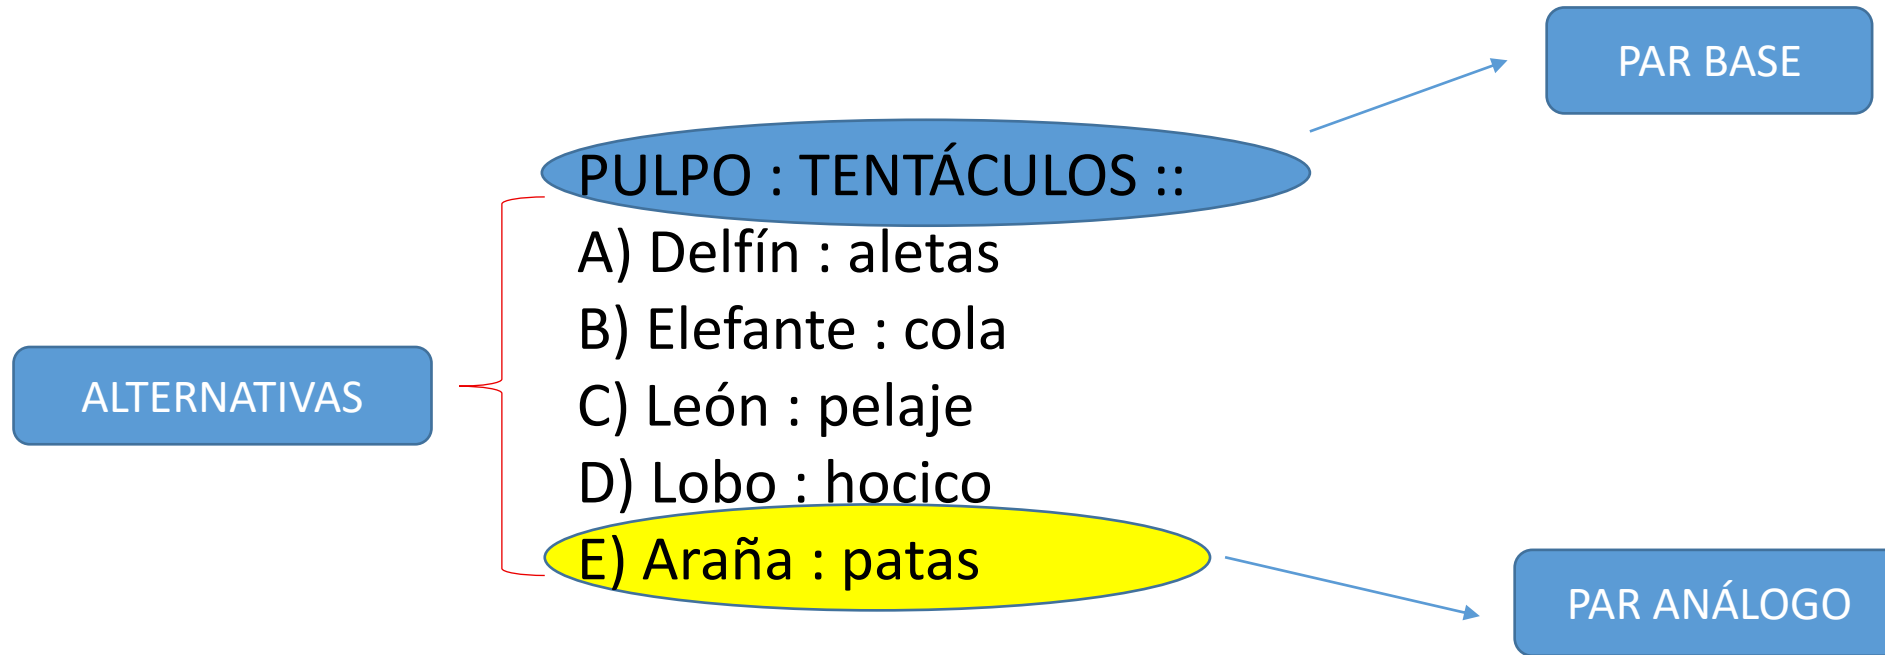 PAR BASE
PULPO : TENTÁCULOS ::
A) Delfín : aletas
B) Elefante : cola
C) León : pelaje
D) Lobo : hocico
E) Araña : patas
ALTERNATIVAS
PAR ANÁLOGO